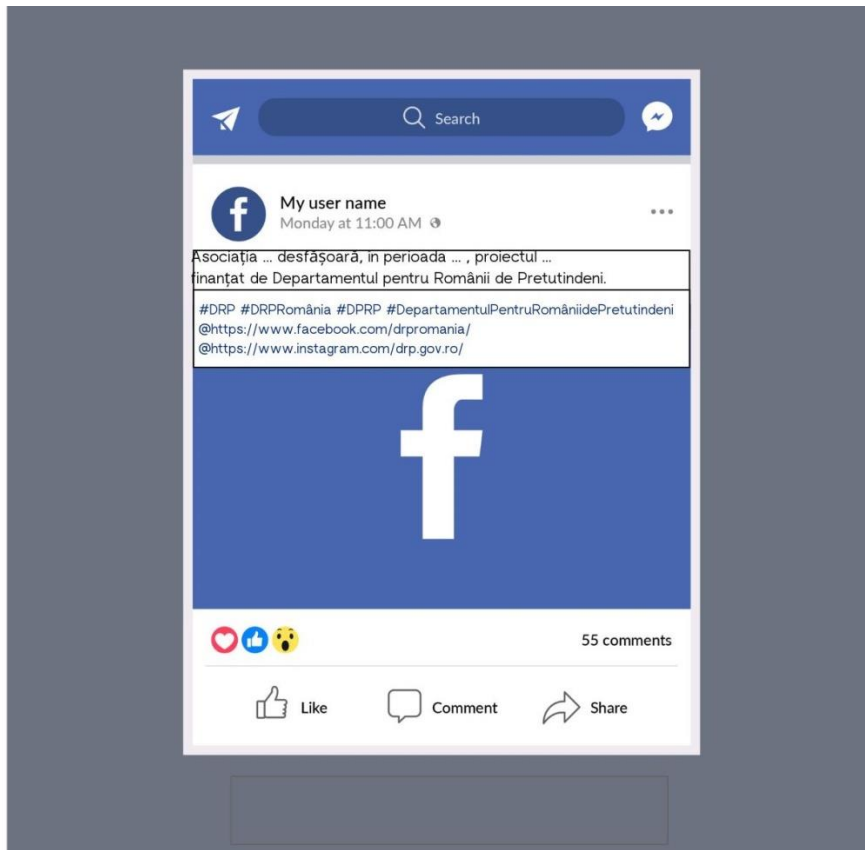 Search
My user name
Monday at 11:00 AM
Asociația ... desfășoară, in perioada ... , proiectul ...
finanțat de Departamentul pentru Românii de Pretutindeni.
#DRP #DRPRomânia #DPRP #DepartamentulPentruRomâniidePretutindeni
@https://www.facebook.com/drpromania/
@https://www.instagram.com/drp.gov.ro/
55 comments
Like Comment Share